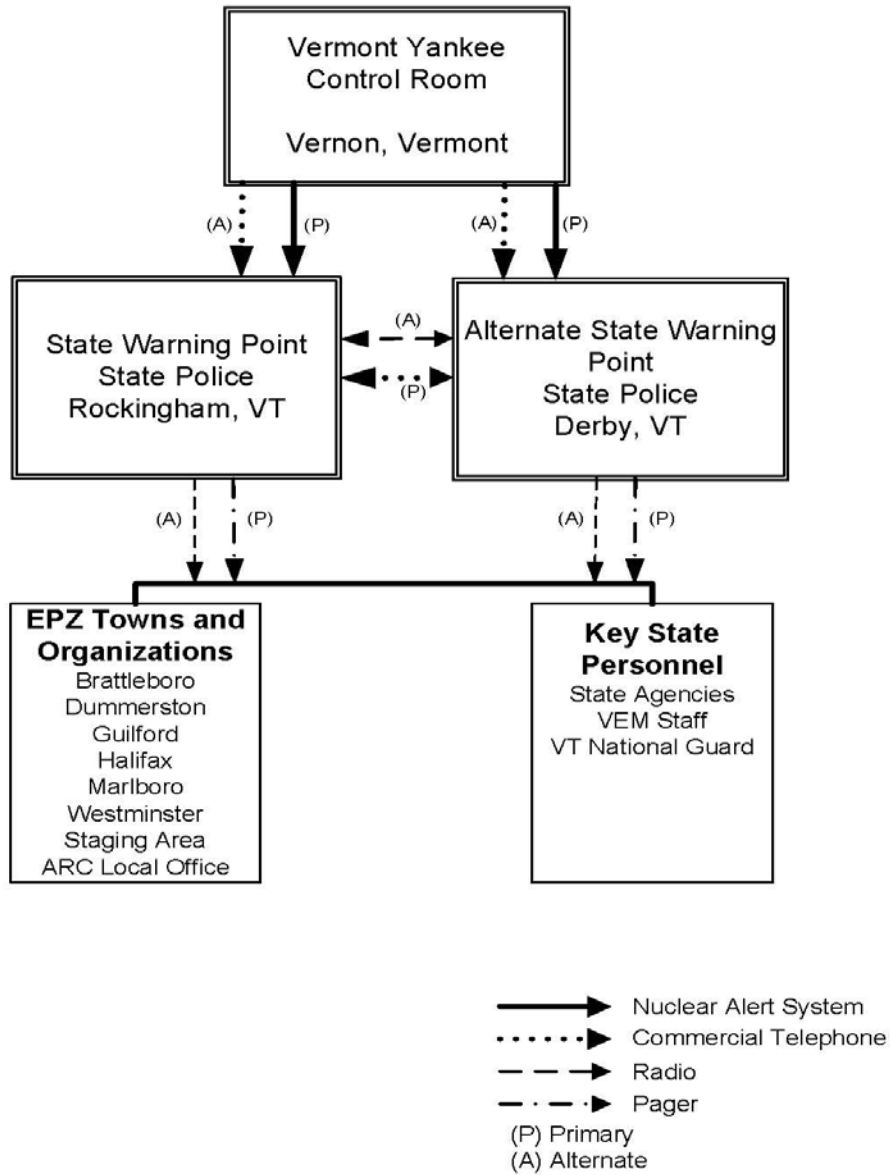 Vermont Yankee
Control Room
Vernon, Vermont
(A)
(P)
(A)
(P)
State Warning Point
State Police
Rockingham, VT
(A)
(P)
Alternate State Warning
Point
State Police
Derby, VT
(A)
(P)
(A)
(P)
EPZ Towns and
Organizations
Brattleboro
Dummerston
Guilford
Halifax
Marlboro
Westminster
Staging Area
ARC Local Office
Key State
Personnel
State Agencies
VEM Staff
VT National Guard
Nuclear Alert System
Commercial Telephone
Radio
Pager
(P) Primary
(A) Alternate